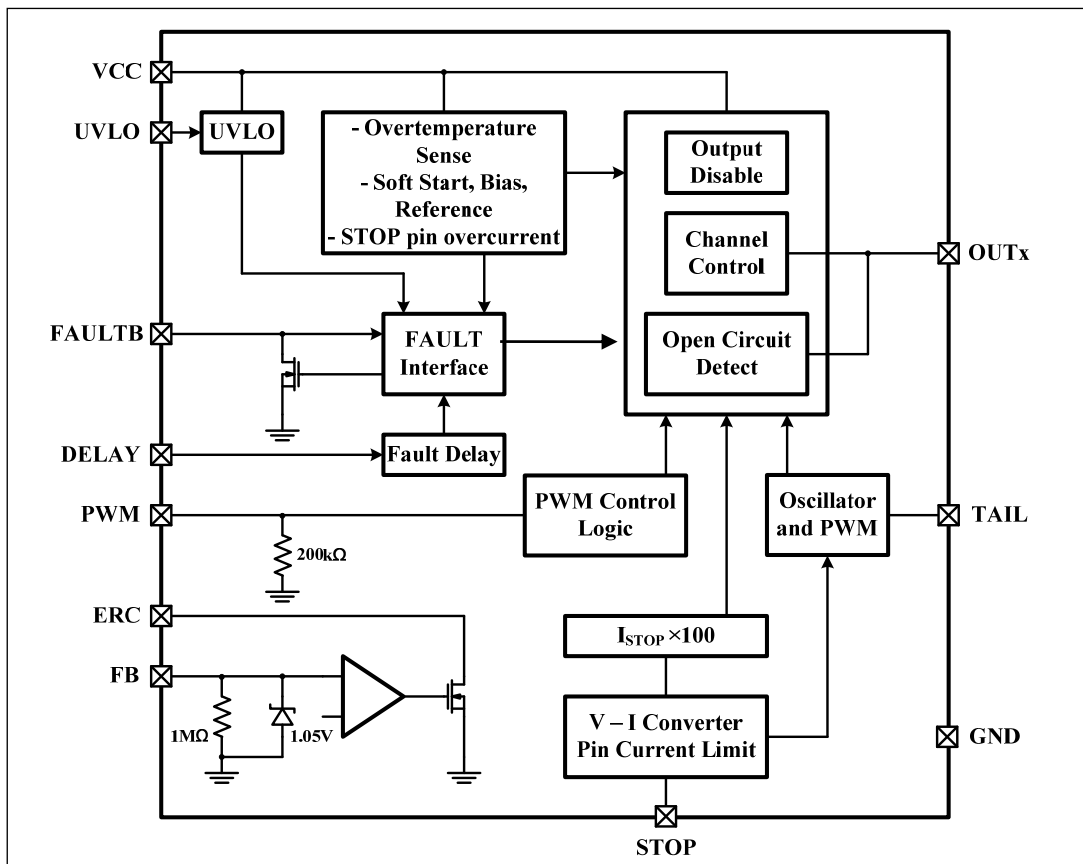 VCC
UVLO
UVLO
- Overtemperature
Sense
- Soft Start, Bias,
Reference
- STOP pin overcurrent
Output
Disable
Channel
Control
OUTx
Open Circuit
Detect
FAULTB
FAULT
Interface
DELAY
Fault Delay
PWM
200kΩ
PWM Control
Logic
Oscillator
and PWM
TAIL
ERC
FB
1MΩ
1.05V
ISTOP ×100
V – I Converter
Pin Current Limit
GND
STOP